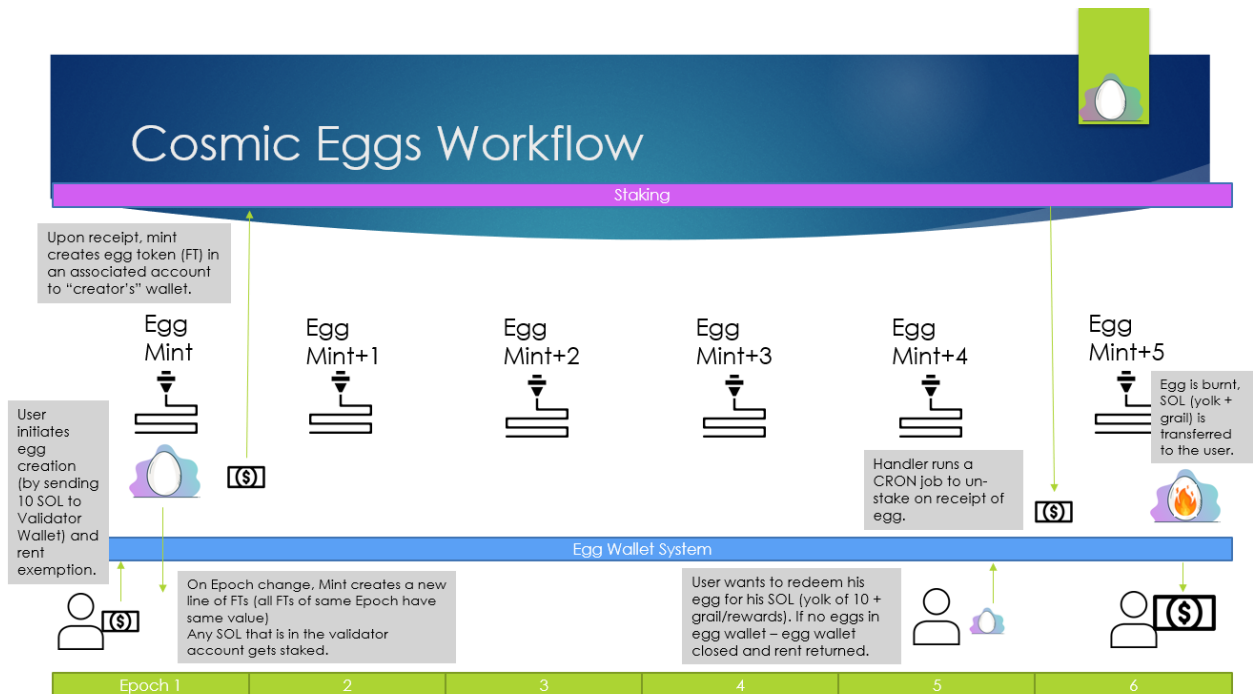 Cosmic Eggs Workflow
Staking
Upon receipt, mint
creates egg token (FT) in
an associated account
to “creator’s” wallet.
Egg
Mint
Egg
Mint+1
Egg
Mint+2
Egg
Mint+3
Egg
Mint+4
Egg
Mint+5
User
initiates
egg
creation
(by sending
10 SOL to
Validator
Wallet) and
rent
exemption.
Egg is burnt,
SOL (yolk +
grail) is
transferred
to the user.
Handler runs a
CRON job to un-
stake on receipt of
egg.
Egg Wallet System
On Epoch change, Mint creates a new
line of FTs (all FTs of same Epoch have
same value)
Any SOL that is in the validator
account gets staked.
User wants to redeem his
egg for his SOL (yolk of 10 +
grail/rewards). If no eggs in
egg wallet – egg wallet
closed and rent returned.
Epoch 1
2
3
4
5
6